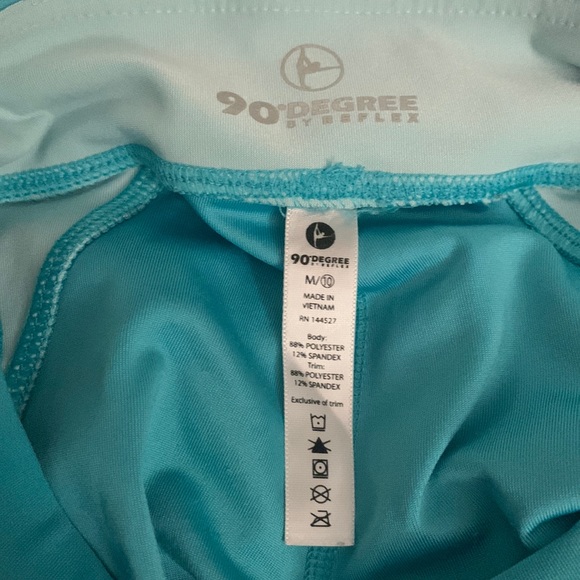 90°DEGREE
BY REFLEX
90°DEGREE
BY REFLEX
M/⑩
MADE IN
VIETNAM
RN 144527
Body:
88% POLYESTER
12% SPANDEX
Trim:
88% POLYESTER
12% SPANDEX
Exclusive of trim